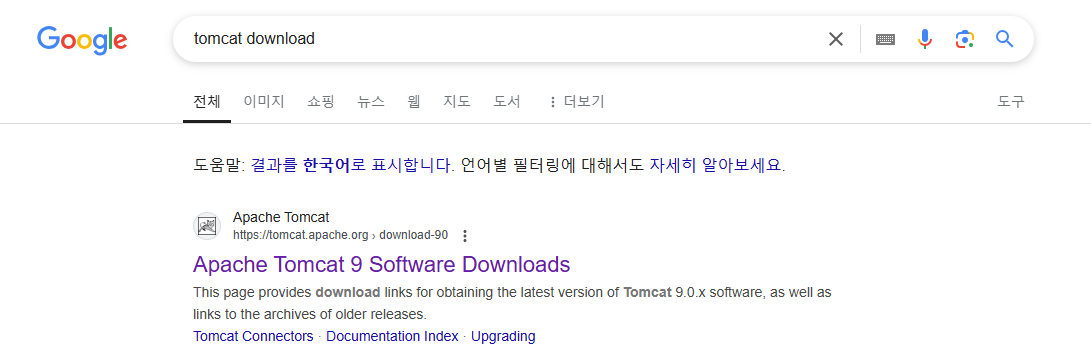 Google
tomcat download
전체 이미지 쇼핑 뉴스 웹 지도 도서 더보기 도구
도움말: 결과를 한국어로 표시합니다. 언어별 필터링에 대해서도 자세히 알아보세요.
Apache Tomcat
https://tomcat.apache.org › download-90
Apache Tomcat 9 Software Downloads
This page provides download links for obtaining the latest version of Tomcat 9.0.x software, as well as
links to the archives of older releases.
Tomcat Connectors · Documentation Index · Upgrading